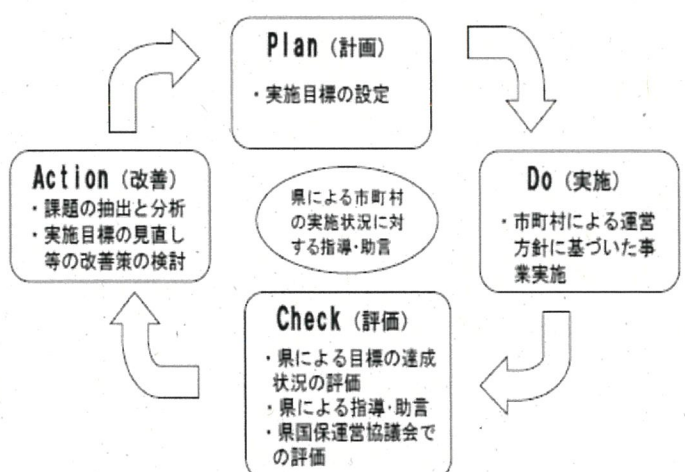 Plan（計画）
・実施目標の設定
Action（改善）
・課題の抽出と分析
・実施目標の見直し
等の改善策の検討
県による市町村
の実施状況に対
する指導・助言
Do（実施）
・市町村による運営
方針に基づいた事
業実施
Check（評価）
・県による目標の達成
状況の評価
・県による指導・助言
・県国保運営協議会で
の評価